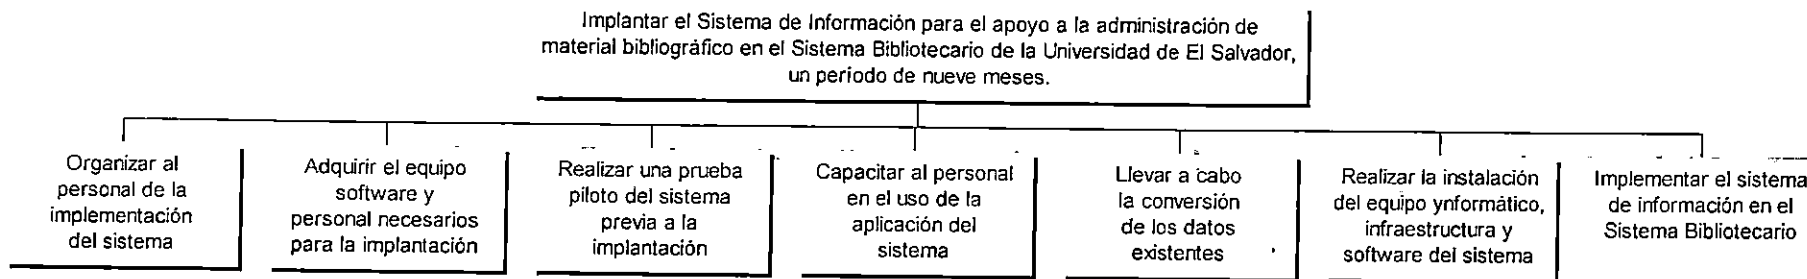 Implantar el Sistema de Información para el apoyo a la administración de
material bibliográfico en el Sistema Bibliotecario de la Universidad de El Salvador,
un período de nueve meses.
Organizar al
personal de la
implementación
del sistema
Adquirir el equipo
software y
personal necesarios
para la implantación
Realizar una prueba
piloto del sistema
previa a la
implantación
Capacitar al personal
en el uso de la
aplicación del
sistema
Llevar a cabo
la conversión
de los datos
existentes
Realizar la instalación
del equipo ynformático,
infraestructura y
software del sistema
Implementar el sistema
de información en el
Sistema Bibliotecario